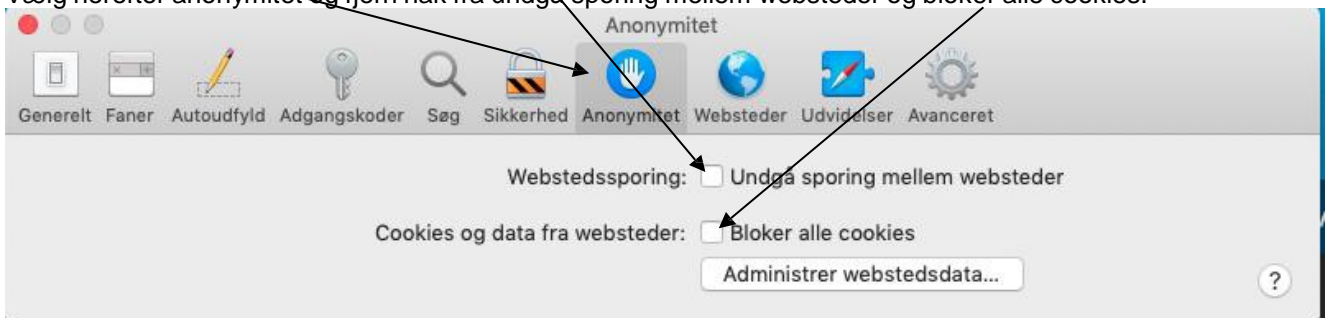 Vælg herefter anonymitet og fjern hak fra undgå sporing mellem websteder og bloker alle cookies.
Anonymitet
Generelt Faner Autoudfyld Adgangskoder Søg Sikkerhed Anonymitet Websteder Udvidelser Avanceret
Webstedssporing: Undgå sporing mellem websteder
Cookies og data fra websteder: Bloker alle cookies
Administrer webstedsdata...
?